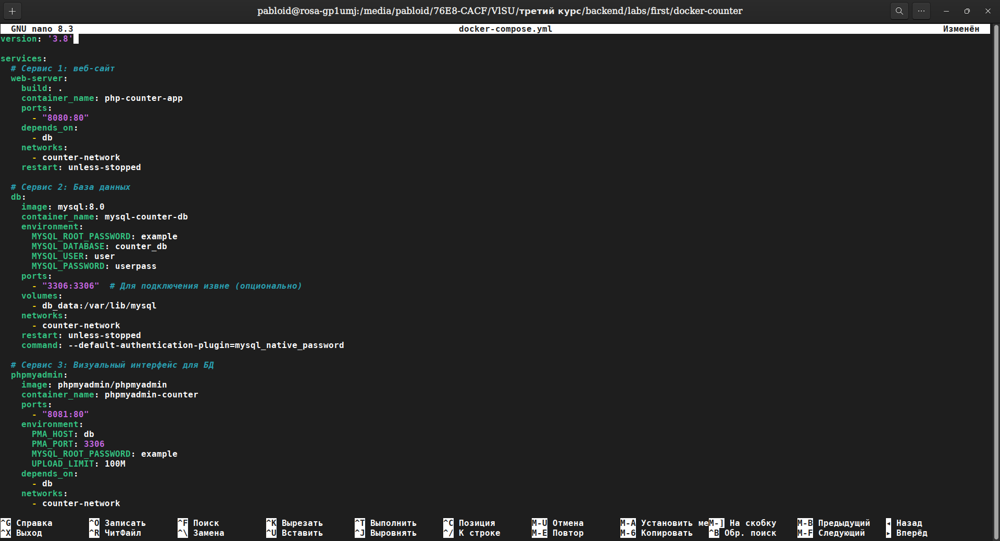 pabloid@rosa-gp1umj:/media/pabloid/76E8-CACF/VlSU/третий курс/backend/labs/first/docker-counter
GNU nano 8.3 docker-compose.yml Изменён
version: '3.8'
services:
# Сервис 1: веб-сайт
web-server:
build: .
container_name: php-counter-app
ports:
- "8080:80"
depends_on:
- db
networks:
- counter-network
restart: unless-stopped
# Сервис 2: База данных
db:
image: mysql:8.0
container_name: mysql-counter-db
environment:
MYSQL_ROOT_PASSWORD: example
MYSQL_DATABASE: counter_db
MYSQL_USER: user
MYSQL_PASSWORD: userpass
ports:
- "3306:3306"  # Для подключения извне (опционально)
volumes:
- db_data:/var/lib/mysql
networks:
- counter-network
restart: unless-stopped
command: --default-authentication-plugin=mysql_native_password
# Сервис 3: Визуальный интерфейс для БД
phpmyadmin:
image: phpmyadmin/phpmyadmin
container_name: phpmyadmin-counter
ports:
- "8081:80"
environment:
PMA_HOST: db
PMA_PORT: 3306
MYSQL_ROOT_PASSWORD: example
UPLOAD_LIMIT: 100M
depends_on:
- db
networks:
- counter-network
^G Справка ^O Записать ^F Поиск ^K Вырезать ^T Выполнить ^C Позиция M-U Отмена M-A Установить меM-] На скобку M-B Предыдущий ◂ Назад
^X Выход ^R ЧитФайл ^\ Замена ^U Вставить ^J Выровнять ^/ К строке M-E Повтор M-6 Копировать ^B Обр. поиск M-F Следующий ▸ Вперёд